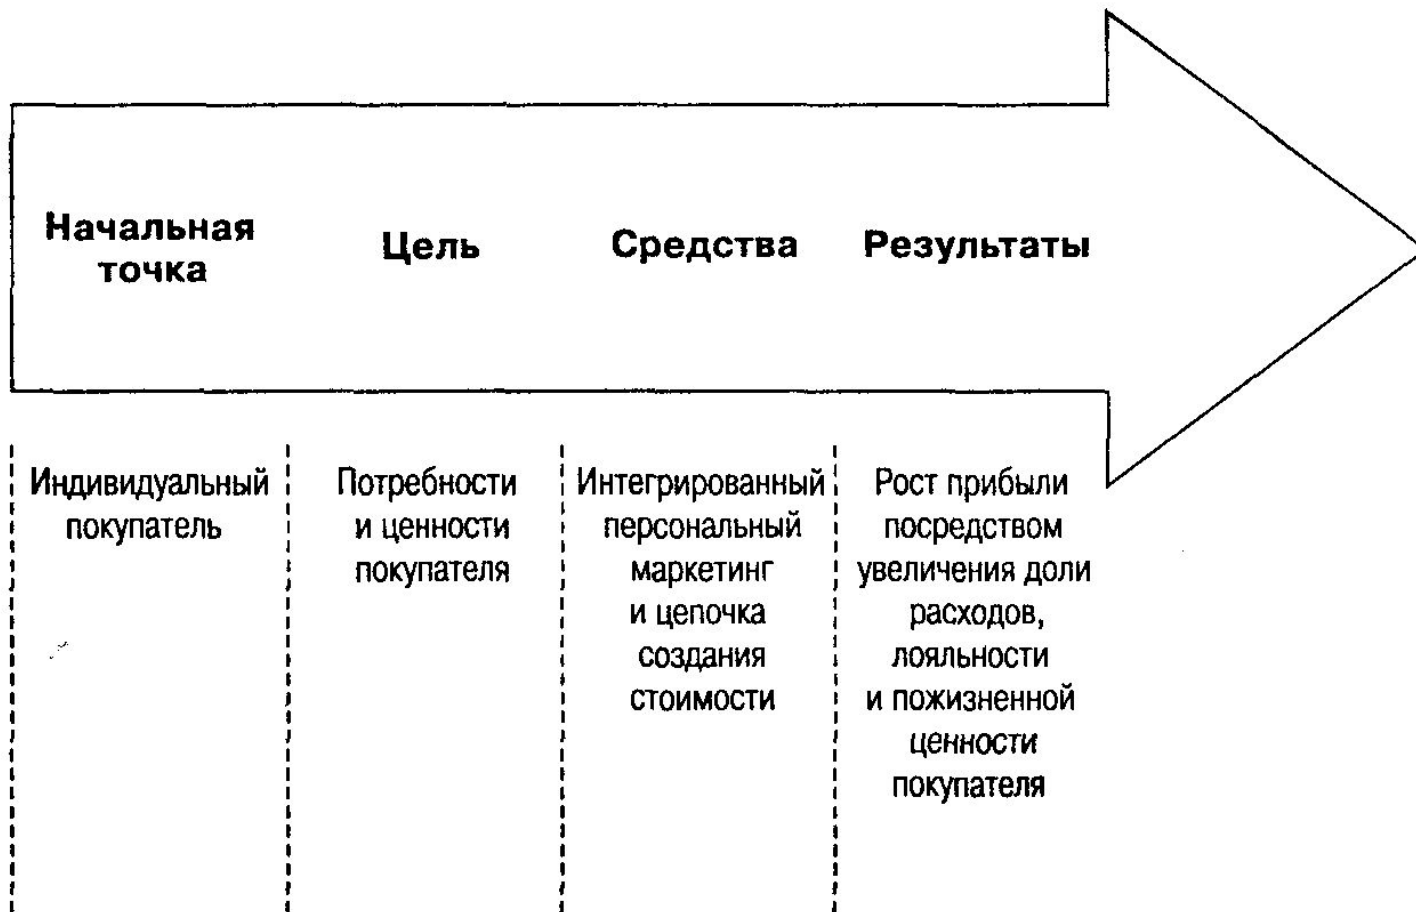 Начальная
точка
Цель
Средства
Результаты
Индивидуальный
покупатель
Потребности
и ценности
покупателя
Интегрированный
персональный
маркетинг
и цепочка
создания
стоимости
Рост прибыли
посредством
увеличения доли
расходов,
лояльности
и пожизненной
ценности
покупателя